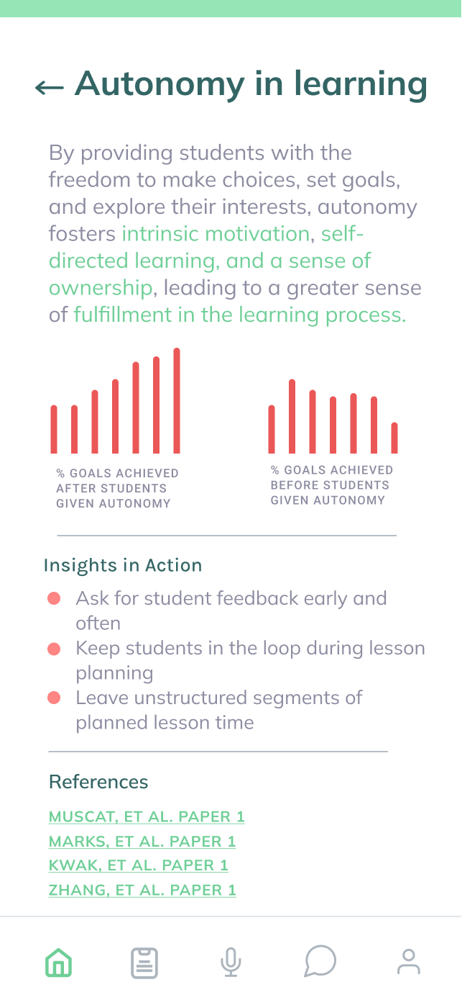 ← Autonomy in learning
By providing students with the
freedom to make choices, set goals,
and explore their interests, autonomy
fosters intrinsic motivation, self-
directed learning, and a sense of
ownership, leading to a greater sense
of fulfillment in the learning process.
% GOALS ACHIEVED
AFTER STUDENTS
GIVEN AUTONOMY
% GOALS ACHIEVED
BEFORE STUDENTS
GIVEN AUTONOMY
Insights in Action
Ask for student feedback early and
often
Keep students in the loop during lesson
planning
Leave unstructured segments of
planned lesson time
References
MUSCAT, ET AL. PAPER 1
MARKS, ET AL. PAPER 1
KWAK, ET AL. PAPER 1
ZHANG, ET AL. PAPER 1